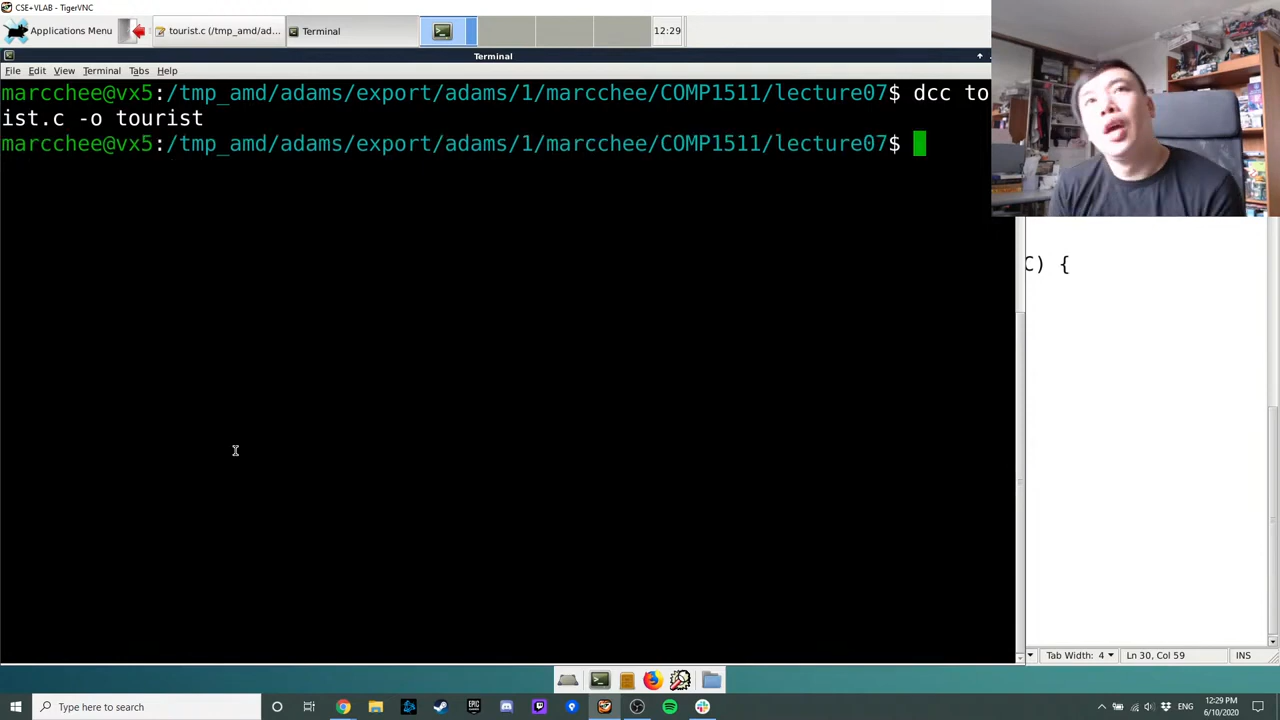 CSE+VLAB - TigerVNC
Applications Menu
tourist.c (/tmp_amd/ad...
Terminal
12:29
Terminal
File Edit View Terminal Tabs Help
marcchee@vx5:/tmp_amd/adams/export/adams/1/marcchee/COMP1511/lecture07$ dcc to
ist.c -o tourist
marcchee@vx5:/tmp_amd/adams/export/adams/1/marcchee/COMP1511/lecture07$
C) {
Tab Width: 4
Ln 30, Col 59
INS
Type here to search
EPIC
ENG
12:29 PM
6/10/2020